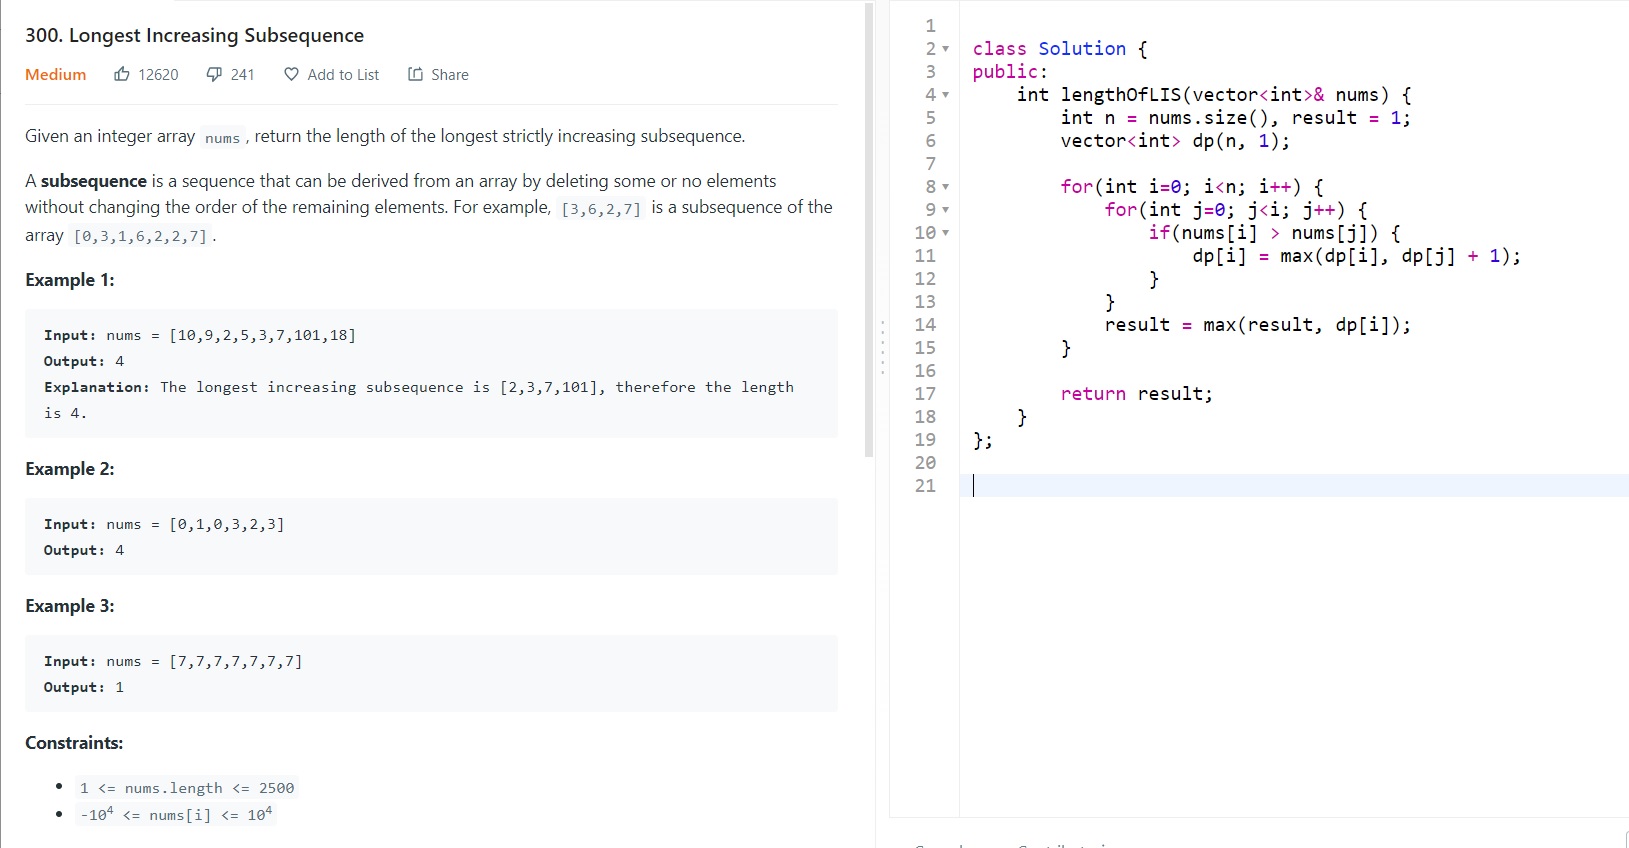 300. Longest Increasing Subsequence
Medium 12620 241 Add to List Share
Given an integer array nums , return the length of the longest strictly increasing subsequence.
A subsequence is a sequence that can be derived from an array by deleting some or no elements
without changing the order of the remaining elements. For example, [3,6,2,7] is a subsequence of the
array [0,3,1,6,2,2,7] .
Example 1:
Input: nums = [10,9,2,5,3,7,101,18]
Output: 4
Explanation: The longest increasing subsequence is [2,3,7,101], therefore the length
is 4.
Example 2:
Input: nums = [0,1,0,3,2,3]
Output: 4
Example 3:
Input: nums = [7,7,7,7,7,7,7]
Output: 1
Constraints:
1 <= nums.length <= 2500
-10⁴ <= nums[i] <= 10⁴
1
2 class Solution {
3 public:
4     int lengthOfLIS(vector<int>& nums) {
5         int n = nums.size(), result = 1;
6         vector<int> dp(n, 1);
7
8         for(int i=0; i<n; i++) {
9             for(int j=0; j<i; j++) {
10                 if(nums[i] > nums[j]) {
11                     dp[i] = max(dp[i], dp[j] + 1);
12                 }
13             }
14             result = max(result, dp[i]);
15         }
16
17         return result;
18     }
19 };
20
21